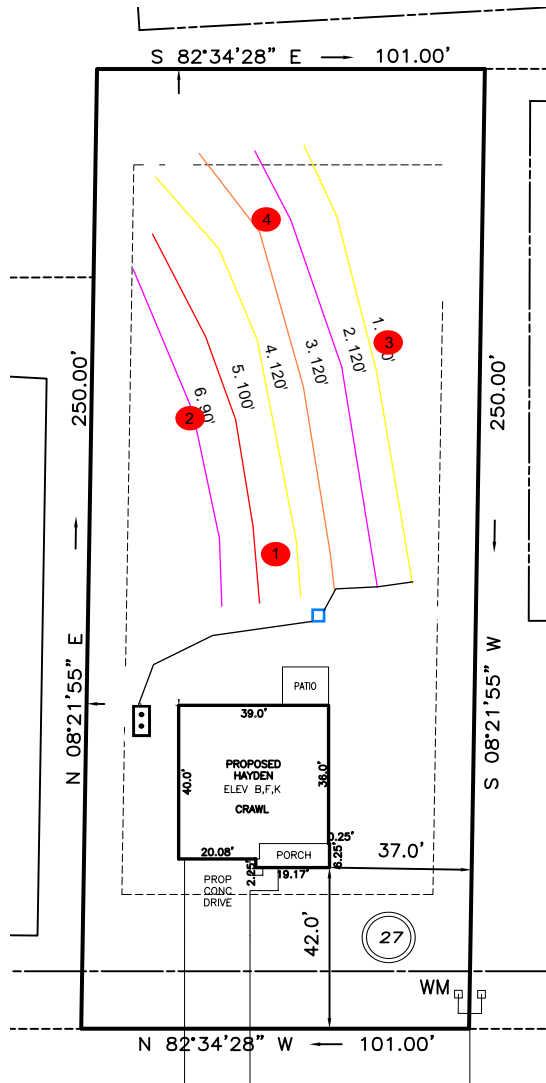 S 82°34'28" E 101.00'
4
3
1.
2. 120'
3. 120'
4. 120'
5. 100'
6. 90'
2
1
250.00'
250.00'
N 08°21'55" E
S 08°21'55" W
PATIO
39.0'
40.0'
36.0'
PROPOSED
HAYDEN
ELEV B,F,K
CRAWL
20.08'
PORCH
0.25'
6.25'
2.25'
19.17'
37.0'
PROP
CONC
DRIVE
42.0'
27
WM
N 82°34'28" W 101.00'